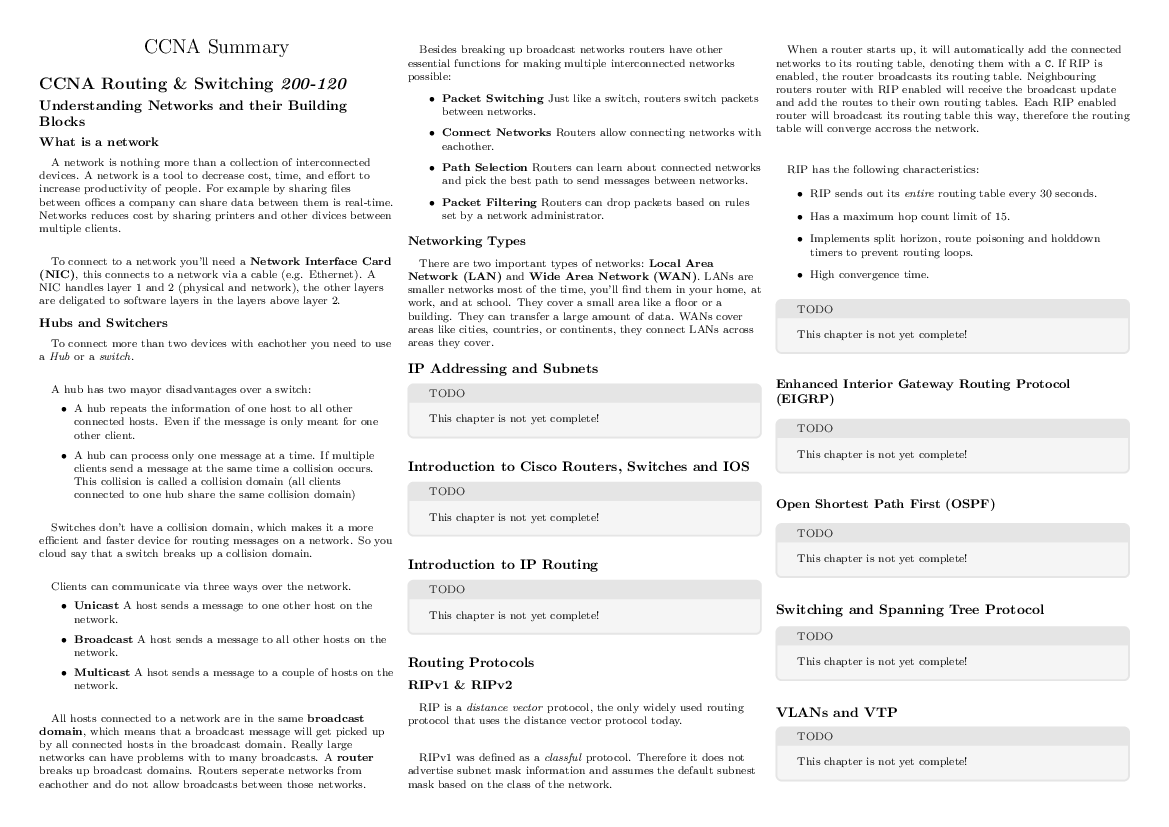 CCNA Summary
CCNA Routing & Switching 200-120
Understanding Networks and their Building
Blocks
What is a network
A network is nothing more than a collection of interconnected
devices. A network is a tool to decrease cost, time, and effort to
increase productivity of people. For example by sharing files
between offices a company can share data between them is real-time.
Networks reduces cost by sharing printers and other divices between
multiple clients.
To connect to a network you'll need a Network Interface Card
(NIC), this connects to a network via a cable (e.g. Ethernet). A
NIC handles layer 1 and 2 (physical and network), the other layers
are deligated to software layers in the layers above layer 2.
Hubs and Switchers
To connect more than two devices with eachother you need to use
a Hub or a switch.
A hub has two mayor disadvantages over a switch:
• A hub repeats the information of one host to all other
connected hosts. Even if the message is only meant for one
other client.
• A hub can process only one message at a time. If multiple
clients send a message at the same time a collision occurs.
This collision is called a collision domain (all clients
connected to one hub share the same collision domain)
Switches don't have a collision domain, which makes it a more
efficient and faster device for routing messages on a network. So you
cloud say that a switch breaks up a collision domain.
Clients can communicate via three ways over the network.
• Unicast A host sends a message to one other host on the
network.
• Broadcast A host sends a message to all other hosts on the
network.
• Multicast A hsot sends a message to a couple of hosts on the
network.
All hosts connected to a network are in the same broadcast
domain, which means that a broadcast message will get picked up
by all connected hosts in the broadcast domain. Really large
networks can have problems with to many broadcasts. A router
breaks up broadcast domains. Routers seperate networks from
eachother and do not allow broadcasts between those networks.
Besides breaking up broadcast networks routers have other
essential functions for making multiple interconnected networks
possible:
• Packet Switching Just like a switch, routers switch packets
between networks.
• Connect Networks Routers allow connecting networks with
eachother.
• Path Selection Routers can learn about connected networks
and pick the best path to send messages between networks.
• Packet Filtering Routers can drop packets based on rules
set by a network administrator.
Networking Types
There are two important types of networks: Local Area
Network (LAN) and Wide Area Network (WAN). LANs are
smaller networks most of the time, you'll find them in your home, at
work, and at school. They cover a small area like a floor or a
building. They can transfer a large amount of data. WANs cover
areas like cities, countries, or continents, they connect LANs across
areas they cover.
IP Addressing and Subnets
TODO
This chapter is not yet complete!
Introduction to Cisco Routers, Switches and IOS
TODO
This chapter is not yet complete!
Introduction to IP Routing
TODO
This chapter is not yet complete!
Routing Protocols
RIPv1 & RIPv2
RIP is a distance vector protocol, the only widely used routing
protocol that uses the distance vector protocol today.
RIPv1 was defined as a classful protocol. Therefore it does not
advertise subnet mask information and assumes the default subnest
mask based on the class of the network.
When a router starts up, it will automatically add the connected
networks to its routing table, denoting them with a C. If RIP is
enabled, the router broadcasts its routing table. Neighbouring
routers router with RIP enabled will receive the broadcast update
and add the routes to their own routing tables. Each RIP enabled
router will broadcast its routing table this way, therefore the routing
table will converge accross the network.
RIP has the following characteristics:
• RIP sends out its entire routing table every 30 seconds.
• Has a maximum hop count limit of 15.
• Implements split horizon, route poisoning and holddown
timers to prevent routing loops.
• High convergence time.
TODO
This chapter is not yet complete!
Enhanced Interior Gateway Routing Protocol
(EIGRP)
TODO
This chapter is not yet complete!
Open Shortest Path First (OSPF)
TODO
This chapter is not yet complete!
Switching and Spanning Tree Protocol
TODO
This chapter is not yet complete!
VLANs and VTP
TODO
This chapter is not yet complete!